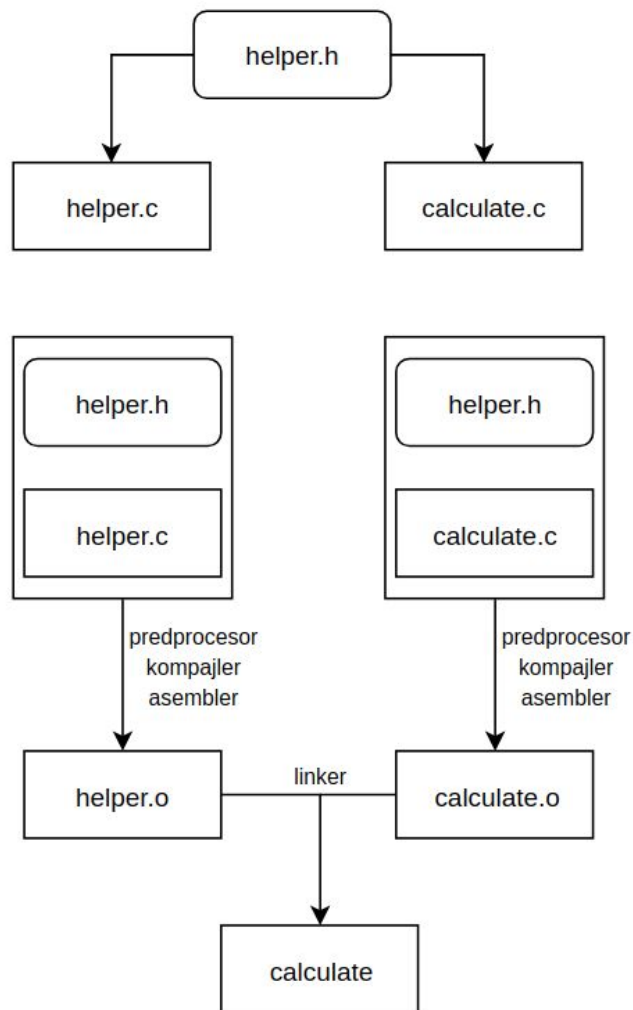 helper.h
helper.c
calculate.c
helper.h
helper.h
helper.c
calculate.c
predprocesor
kompajler
asembler
predprocesor
kompajler
asembler
helper.o
linker
calculate.o
calculate